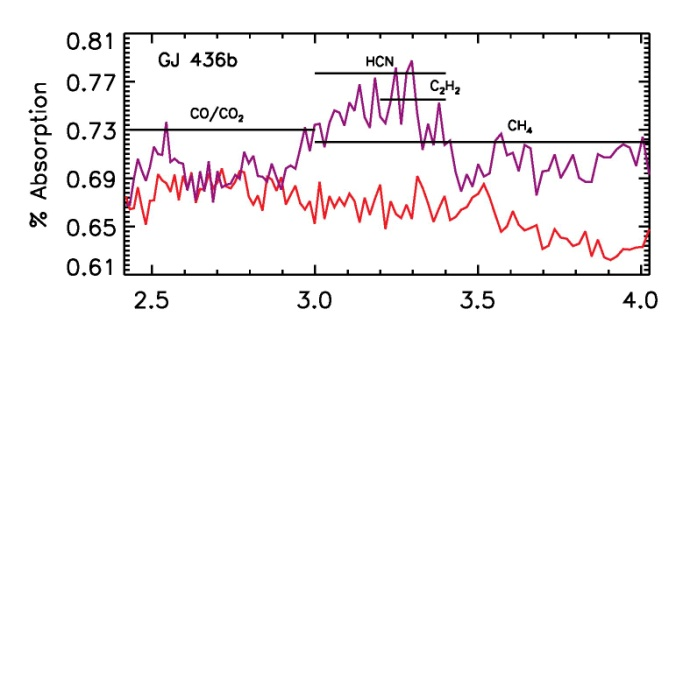 0.81
GJ 436b
HCN
0.77
C₂H₂
CO/CO₂
CH₄
0.73
0.69
0.65
0.61
% Absorption
2.5 3.0 3.5 4.0